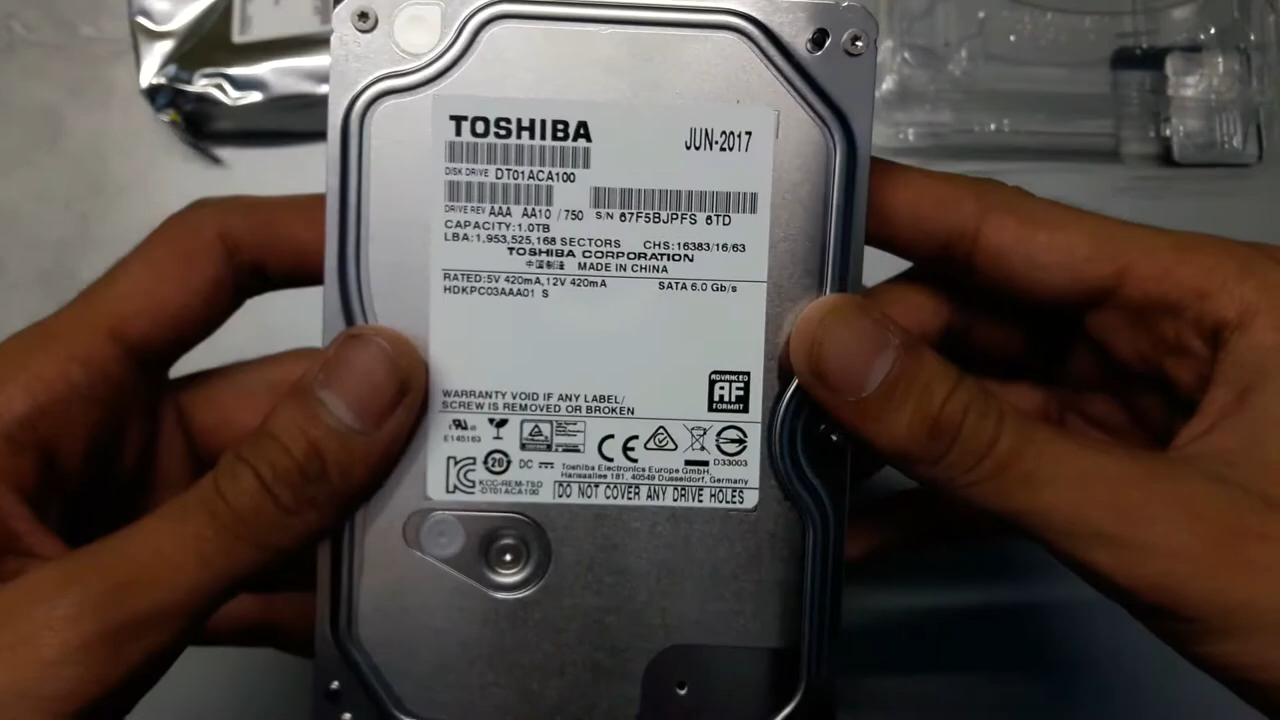 TOSHIBA
JUN-2017
DISK DRIVE DT01ACA100
DRIVE REV AAA AA10 / 750 S/N 67F5BJPFS 6TD
CAPACITY:1.0TB
LBA:1,953,525,168 SECTORS CHS:16383/16/63
TOSHIBA CORPORATION
中国制造 MADE IN CHINA
RATED:5V 420mA,12V 420mA SATA 6.0 Gb/s
HDKPC03AAA01 S
ADVANCED
AF
FORMAT
WARRANTY VOID IF ANY LABEL/
SCREW IS REMOVED OR BROKEN
E145163
CE
D33003
20
DC
Toshiba Electronics Europe GmbH,
Hansaallee 181, 40549 Dusseldorf, Germany
KCC-REM-TSD
-DT01ACA100
DO NOT COVER ANY DRIVE HOLES